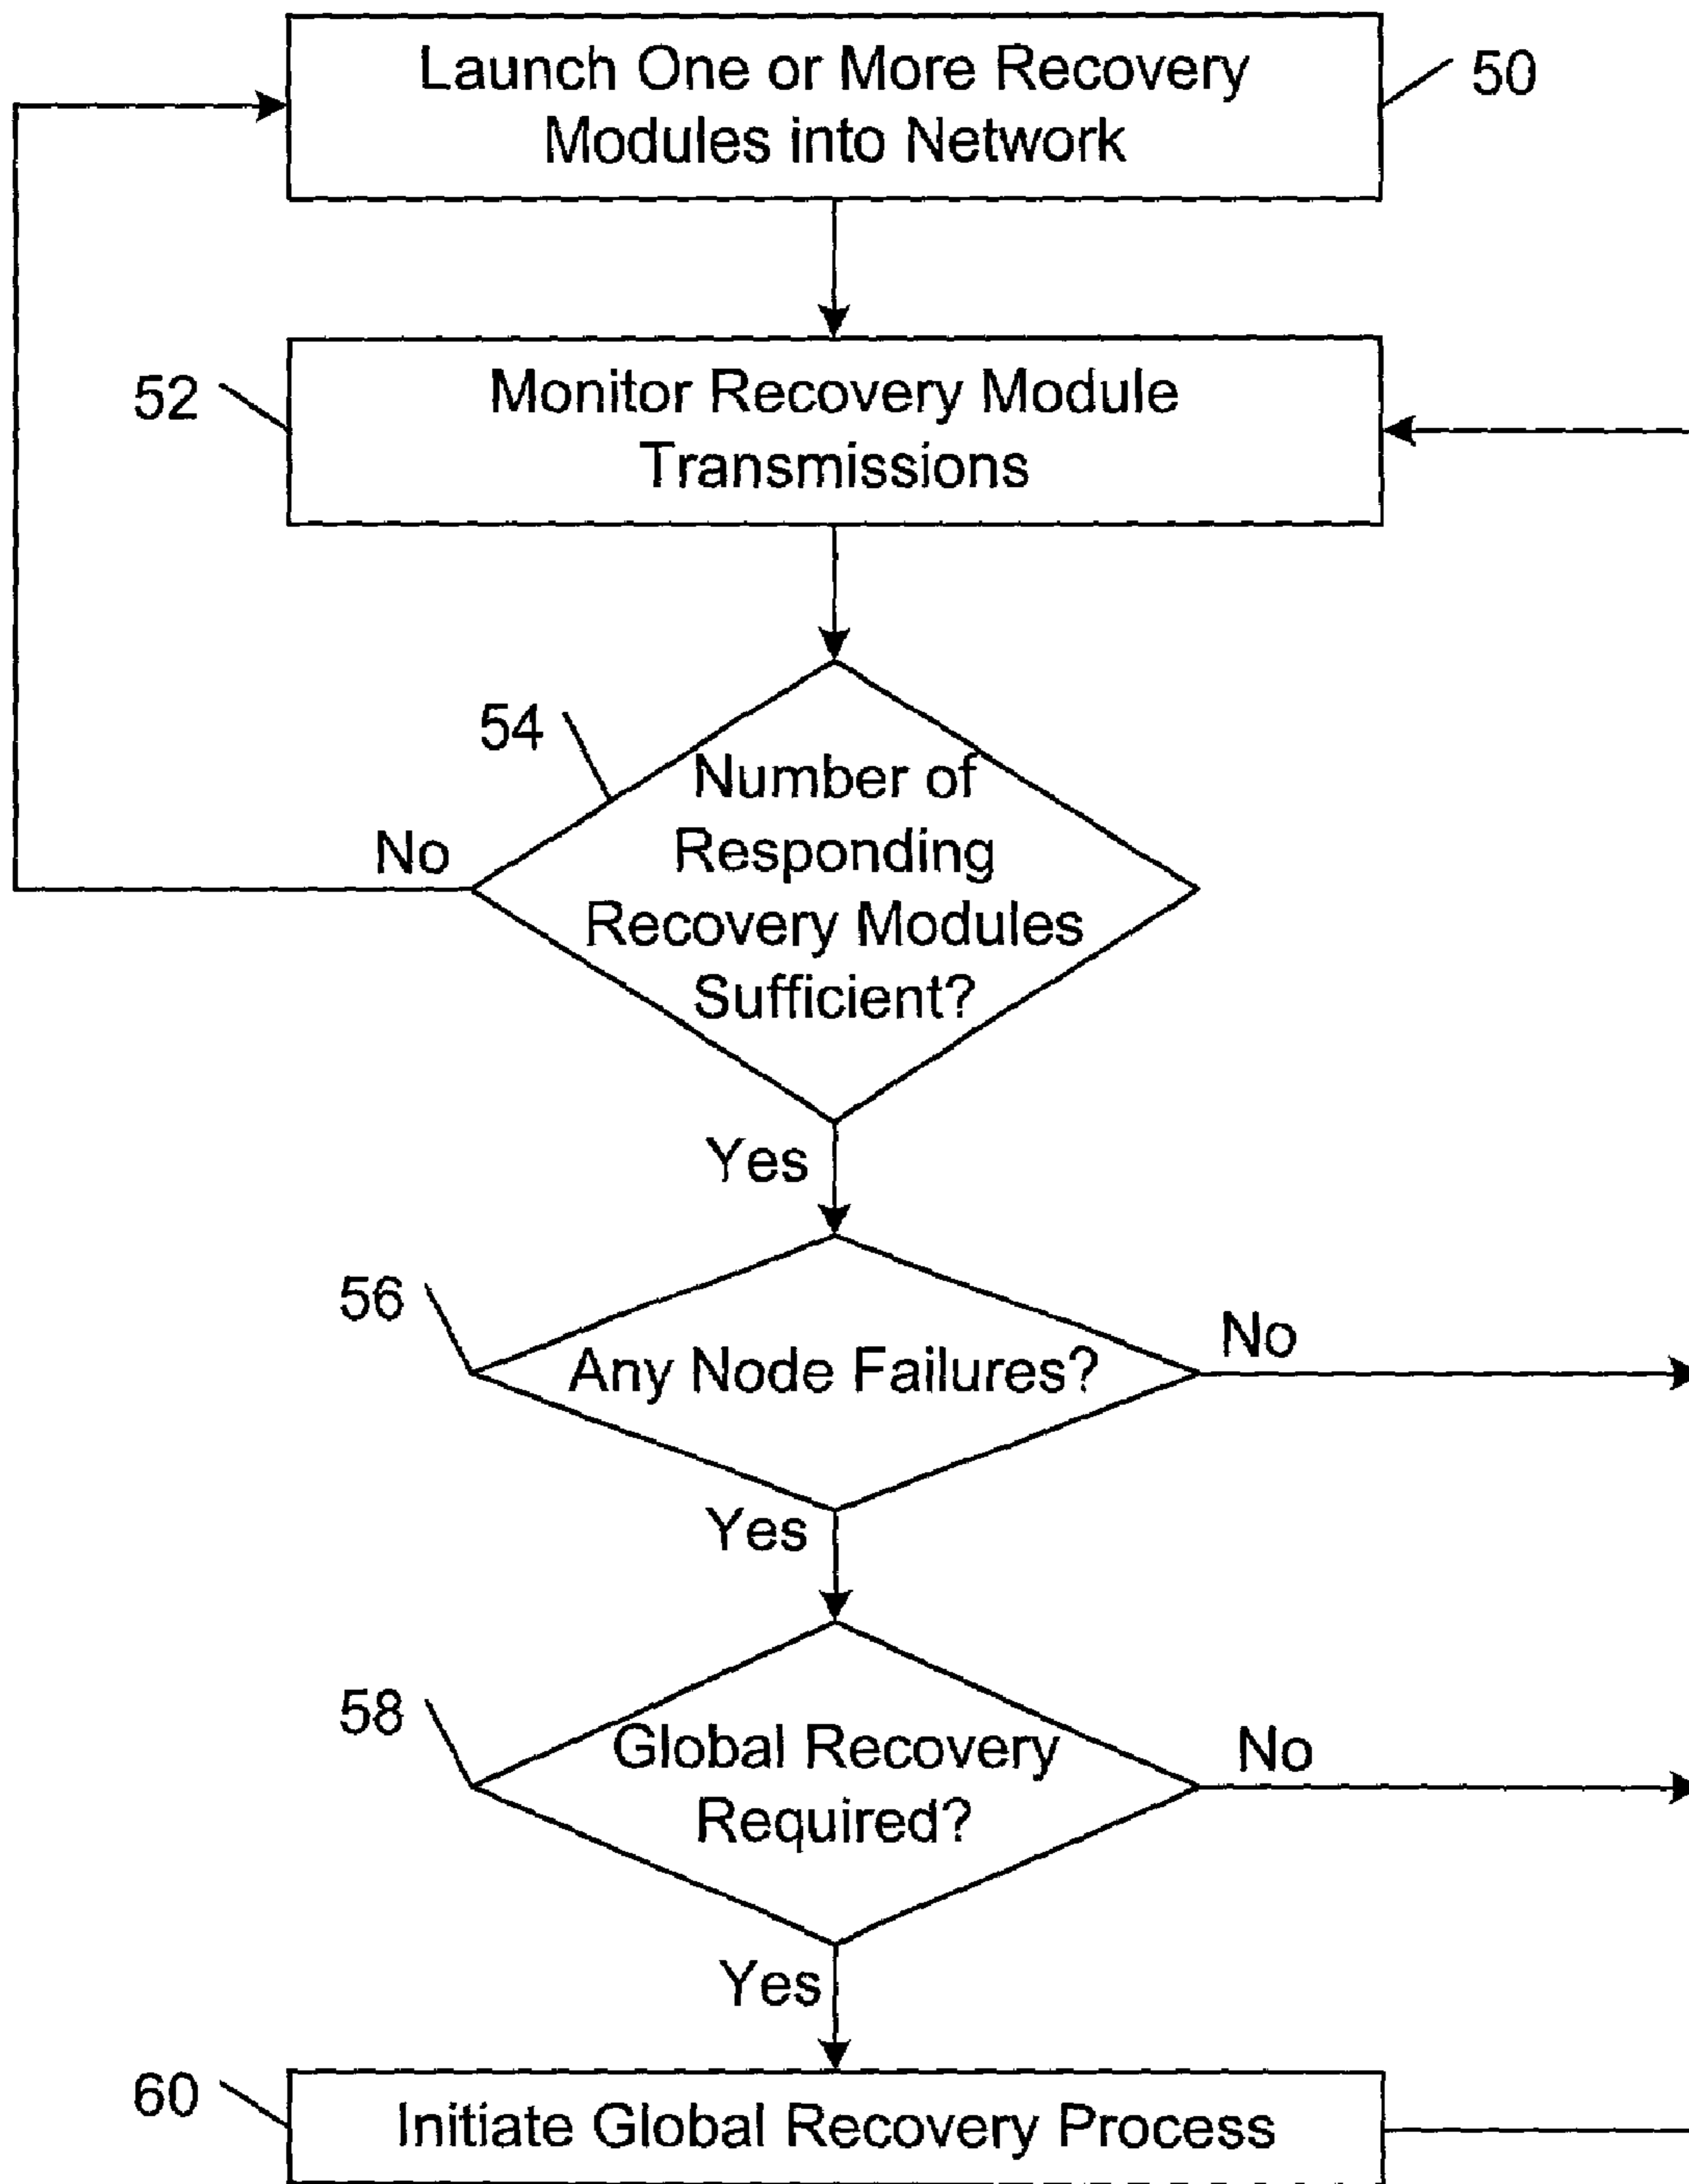 Launch One or More Recovery
Modules into Network
50
52
Monitor Recovery Module
Transmissions
54
Number of
Responding
Recovery Modules
Sufficient?
No
Yes
56
Any Node Failures?
No
Yes
58
Global Recovery
Required?
No
Yes
60
Initiate Global Recovery Process